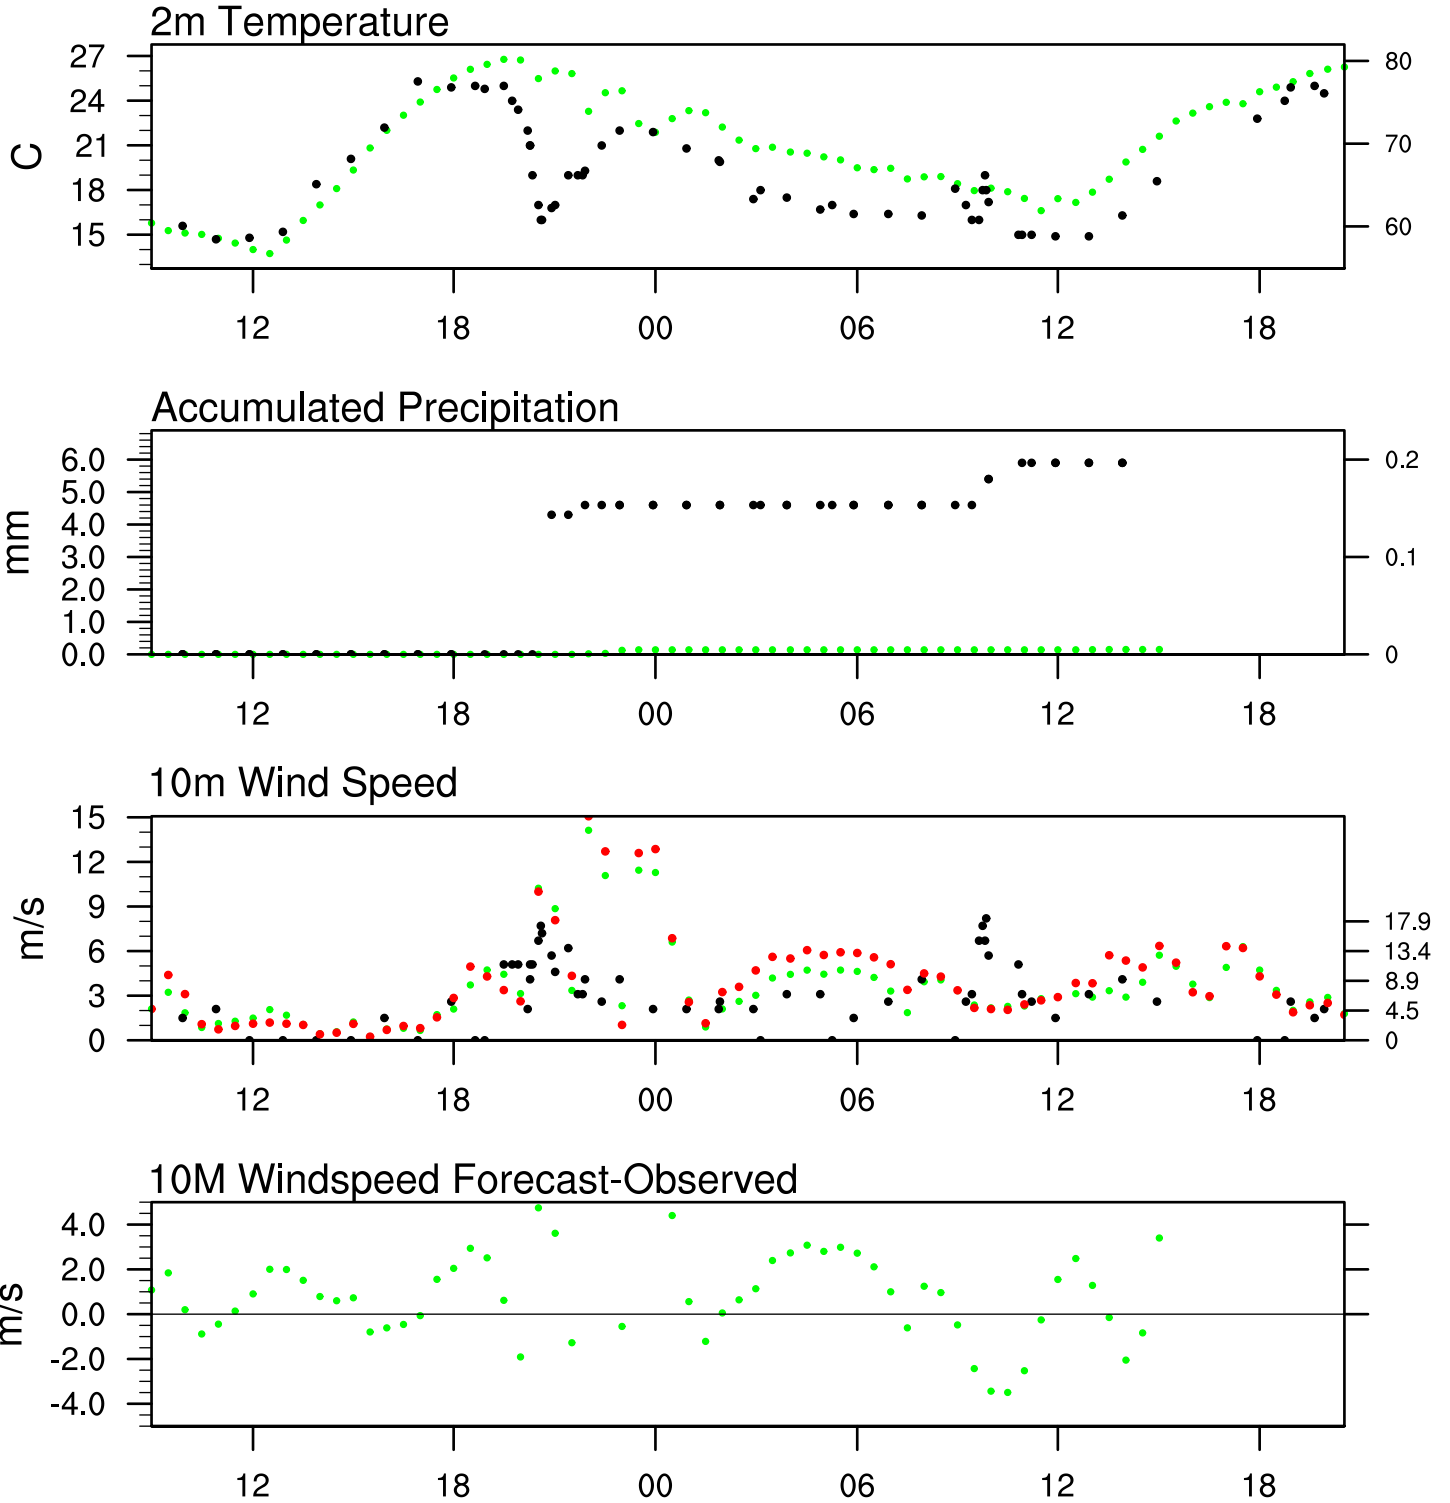 2m Temperature
27
24
21
18
15
C
80
70
60
12 18 00 06 12 18
Accumulated Precipitation
6.0
5.0
4.0
3.0
2.0
1.0
0.0
mm
0.2
0.1
0
12 18 00 06 12 18
10m Wind Speed
15
12
9
6
3
0
m/s
17.9
13.4
8.9
4.5
0
12 18 00 06 12 18
10M Windspeed Forecast-Observed
4.0
2.0
0.0
-2.0
-4.0
m/s
12 18 00 06 12 18